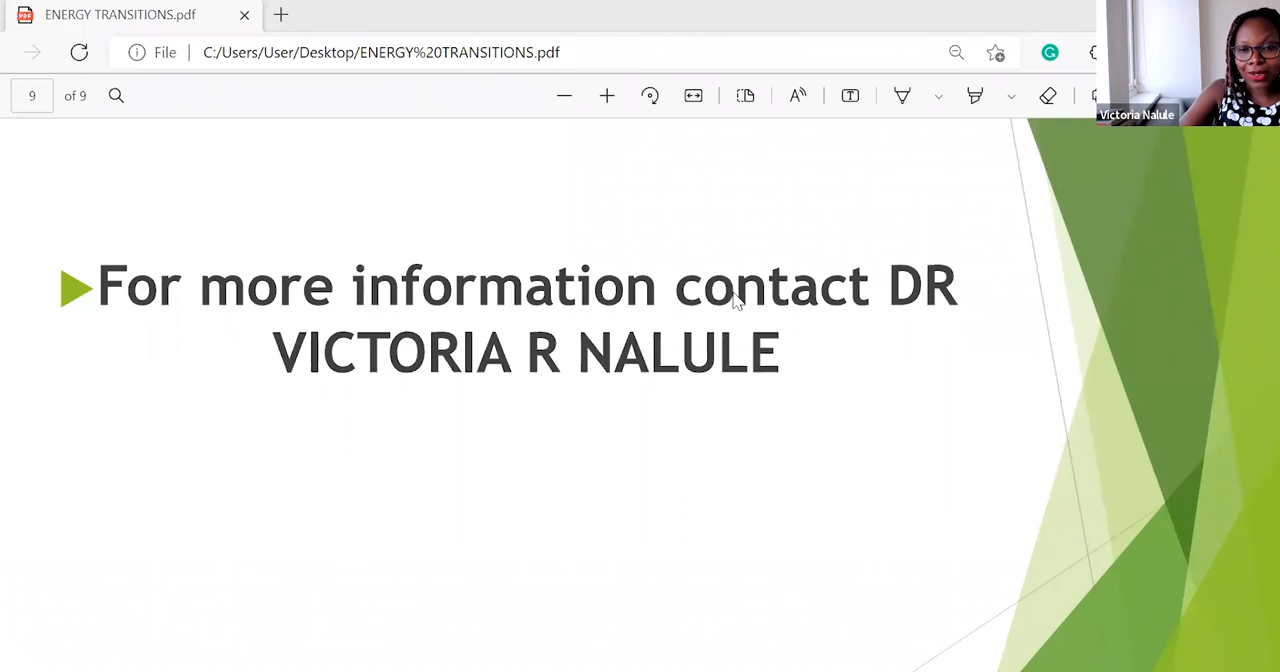 ENERGY TRANSITIONS.pdf
File
C:/Users/User/Desktop/ENERGY%20TRANSITIONS.pdf
9 of 9
Victoria Nalule
For more information contact DR
VICTORIA R NALULE